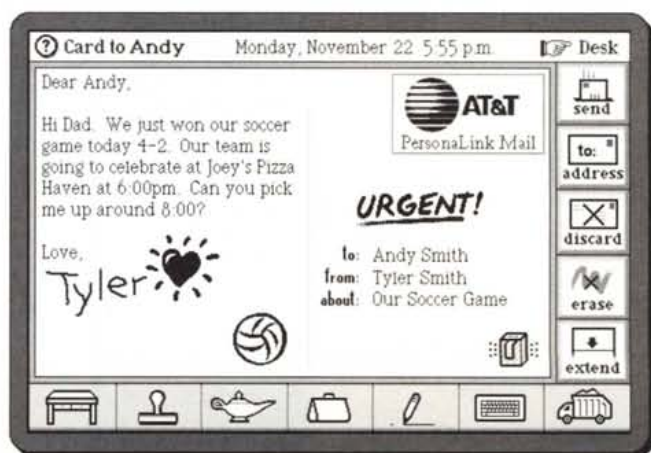 ? Card to Andy Monday, November 22 5:55 p.m. Desk
Dear Andy,
Hi Dad. We just won our soccer
game today 4-2. Our team is
going to celebrate at Joey's Pizza
Haven at 6:00pm. Can you pick
me up around 8:00?
Love,
Tyler
AT&T
PersonaLink Mail
URGENT!
to: Andy Smith
from: Tyler Smith
about: Our Soccer Game
send
to:
address
discard
erase
extend